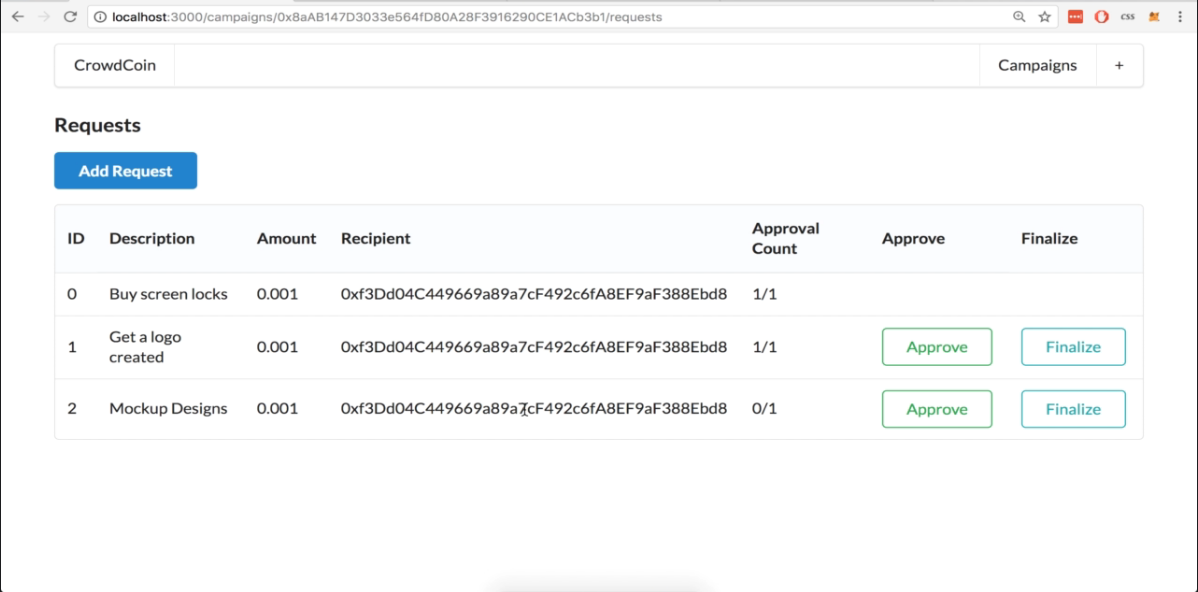 localhost:3000/campaigns/0x8aAB147D3033e564fD80A28F3916290CE1ACb3b1/requests
css
CrowdCoin Campaigns +
Requests
Add Request
ID Description Amount Recipient Approval Count Approve Finalize
0 Buy screen locks 0.001 0xf3Dd04C449669a89a7cF492c6fA8EF9aF388Ebd8 1/1
1 Get a logo created 0.001 0xf3Dd04C449669a89a7cF492c6fA8EF9aF388Ebd8 1/1 Approve Finalize
2 Mockup Designs 0.001 0xf3Dd04C449669a89a7cF492c6fA8EF9aF388Ebd8 0/1 Approve Finalize